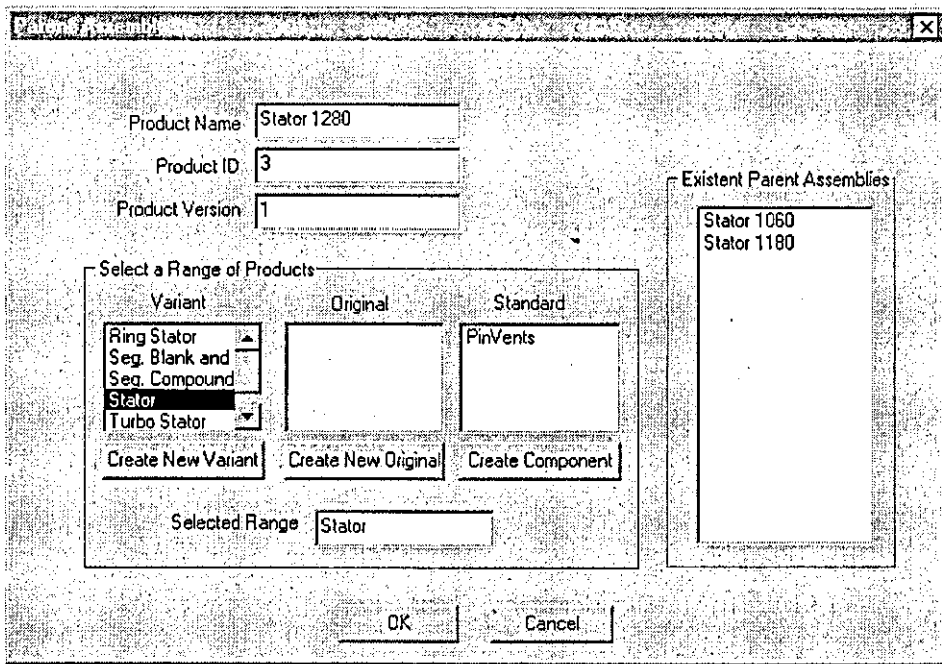 Parent Assembly
Product Name Stator 1280
Product ID 3
Product Version 1
Existent Parent Assemblies
Stator 1060
Stator 1180
Select a Range of Products
Variant Original Standard
Ring Stator
Seg. Blank and
Seg. Compound
Stator
Turbo Stator
PinVents
Create New Variant Create New Original Create Component
Selected Range Stator
OK Cancel